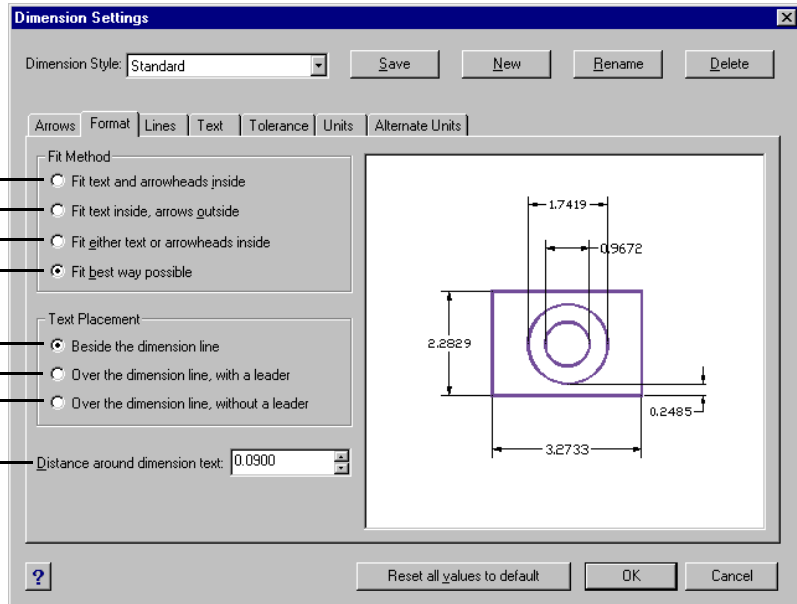 Dimension Settings
Dimension Style: Standard Save New Rename Delete
Arrows Format Lines Text Tolerance Units Alternate Units
Fit Method
Fit text and arrowheads inside
Fit text inside, arrows outside
Fit either text or arrowheads inside
Fit best way possible
Text Placement
Beside the dimension line
Over the dimension line, with a leader
Over the dimension line, without a leader
Distance around dimension text: 0.0900
1.7419
0.9672
2.2829
0.2485
3.2733
? Reset all values to default OK Cancel